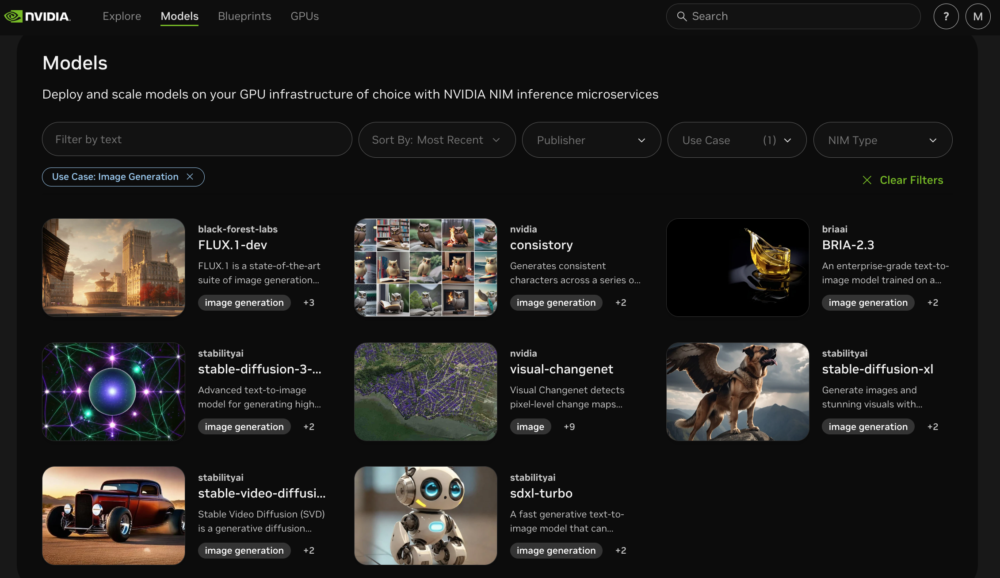 NVIDIA.
Explore
Models
Blueprints
GPUs
Search
?
M
Models
Deploy and scale models on your GPU infrastructure of choice with NVIDIA NIM inference microservices
Filter by text
Sort By: Most Recent
Publisher
Use Case (1)
NIM Type
Use Case: Image Generation
Clear Filters
black-forest-labs
FLUX.1-dev
FLUX.1 is a state-of-the-art
suite of image generation...
image generation +3
nvidia
consistory
Generates consistent
characters across a series o...
image generation +2
briaai
BRIA-2.3
An enterprise-grade text-to-
image model trained on a...
image generation +2
stabilityai
stable-diffusion-3-...
Advanced text-to-image
model for generating high...
image generation +2
nvidia
visual-changenet
Visual Changenet detects
pixel-level change maps...
image +9
stabilityai
stable-diffusion-xl
Generate images and
stunning visuals with...
image generation +2
stabilityai
stable-video-diffusi...
Stable Video Diffusion (SVD)
is a generative diffusion...
image generation +2
stabilityai
sdxl-turbo
A fast generative text-to-
image model that can...
image generation +2